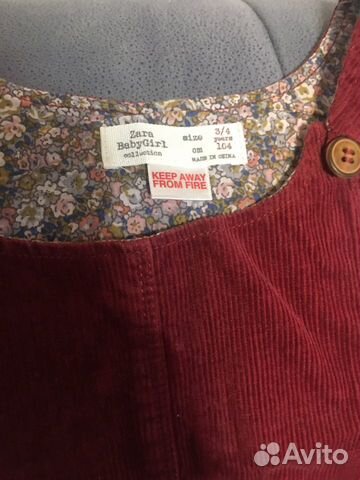 Zara size 3/4
BabyGirl years
collection cm 104
MADE IN CHINA
KEEP AWAY
FROM FIRE
Avito